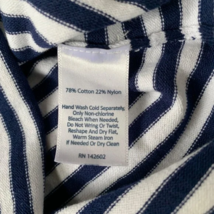 78% Cotton 22% Nylon
Hand Wash Cold Separately,
Only Non-chlorine
Bleach When Needed,
Do Not Wring Or Twist,
Reshape And Dry Flat,
Warm Steam Iron
If Needed Or Dry Clean
RN 142602